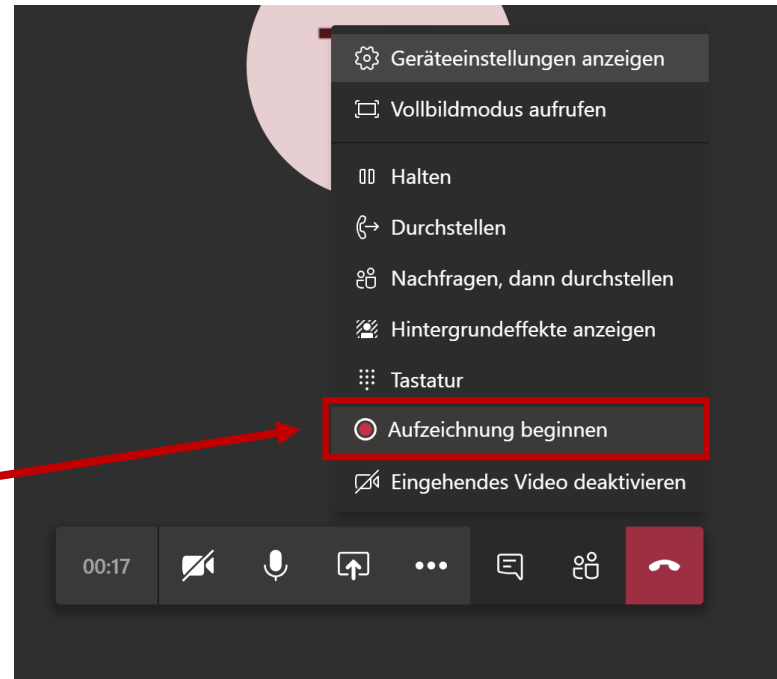 Geräteeinstellungen anzeigen
Vollbildmodus aufrufen
Halten
Durchstellen
Nachfragen, dann durchstellen
Hintergrundeffekte anzeigen
Tastatur
Aufzeichnung beginnen
Eingehendes Video deaktivieren
00:17